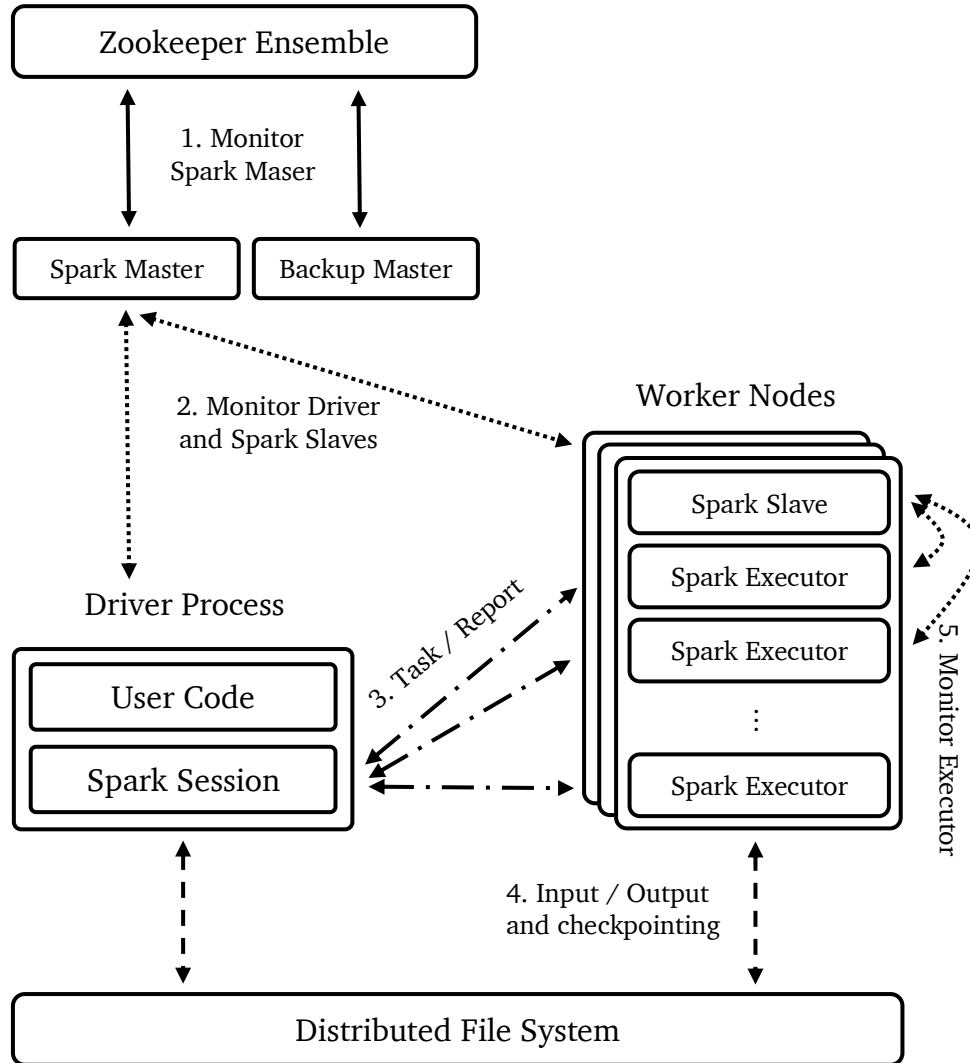 Zookeeper Ensemble
1. Monitor
Spark Maser
Spark Master
Backup Master
2. Monitor Driver
and Spark Slaves
Worker Nodes
Spark Slave
Spark Executor
Spark Executor
⋮
Spark Executor
5. Monitor Executor
Driver Process
User Code
Spark Session
3. Task / Report
4. Input / Output
and checkpointing
Distributed File System